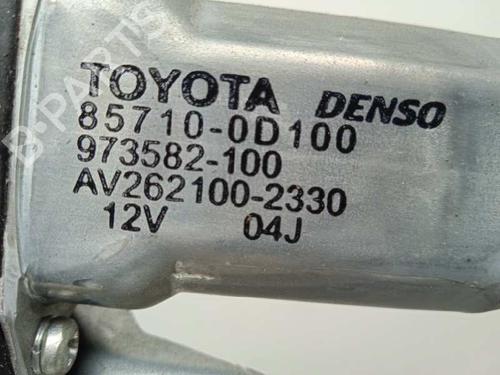 B-PARTS
TOYOTA DENSO
85710-0D100
973582-100
AV262100-2330
12V 04J